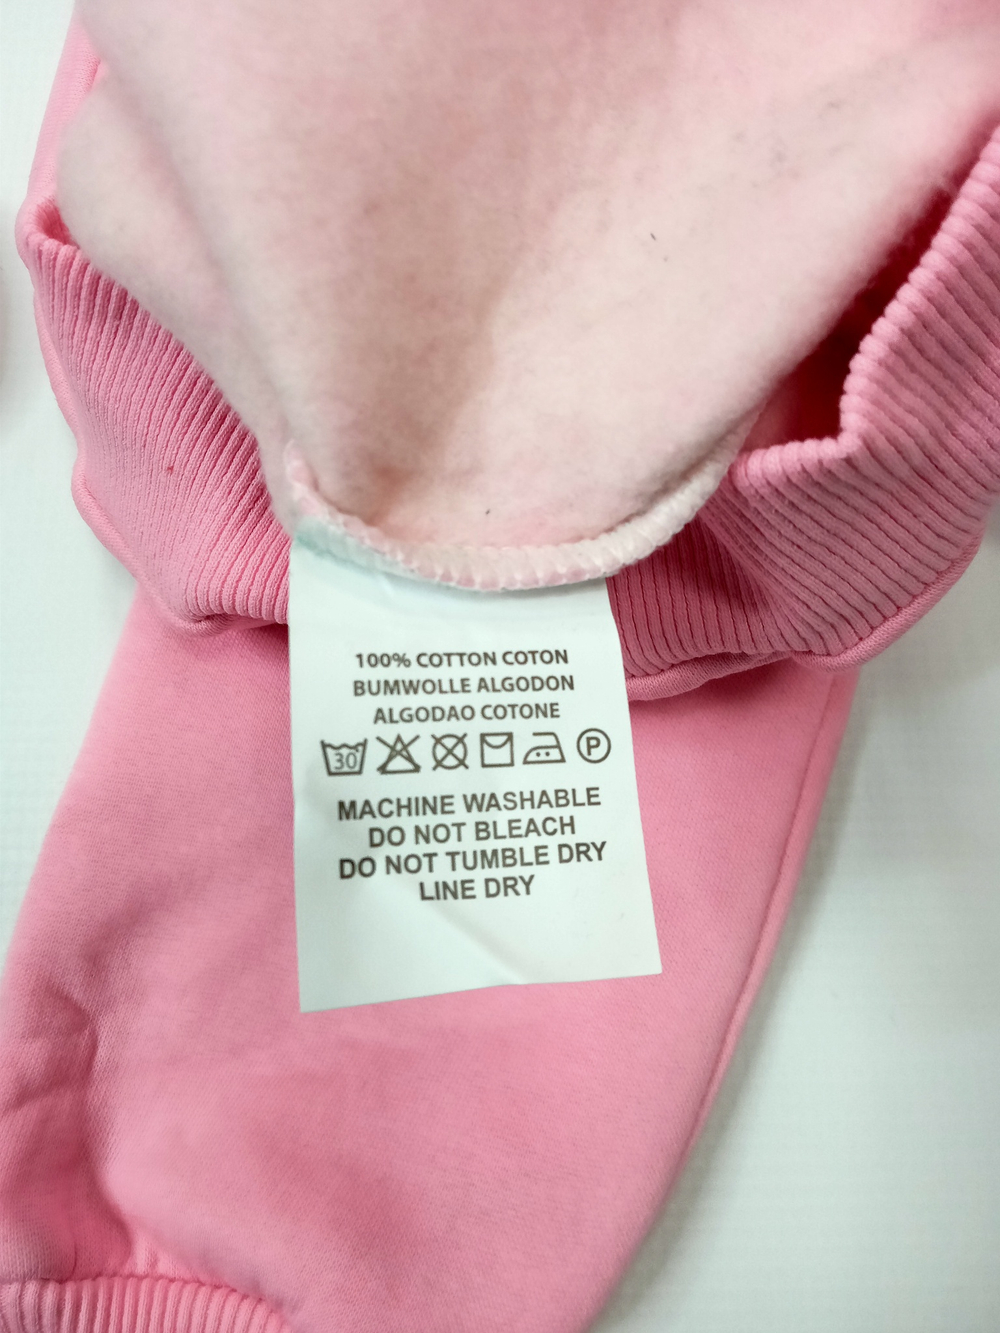 100% COTTON COTON
BUMWOLLE ALGODON
ALGODAO COTONE
30 P
MACHINE WASHABLE
DO NOT BLEACH
DO NOT TUMBLE DRY
LINE DRY